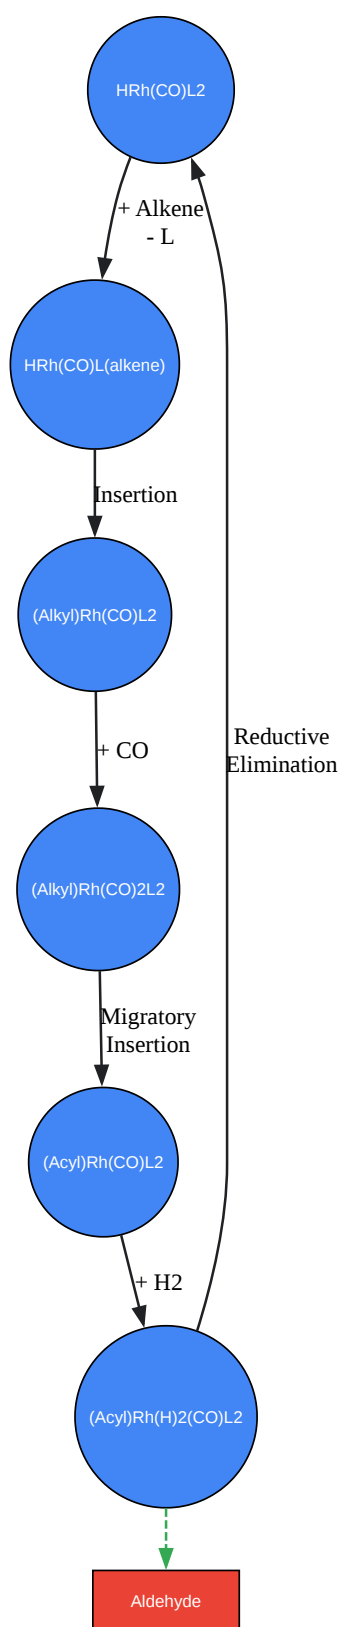 HRh(CO)L2
+ Alkene
- L
HRh(CO)L(alkene)
Insertion
(Alkyl)Rh(CO)L2
Reductive
Elimination
+ CO
(Alkyl)Rh(CO)2L2
Migratory
Insertion
(Acyl)Rh(CO)L2
+ H2
(Acyl)Rh(H)2(CO)L2
Aldehyde